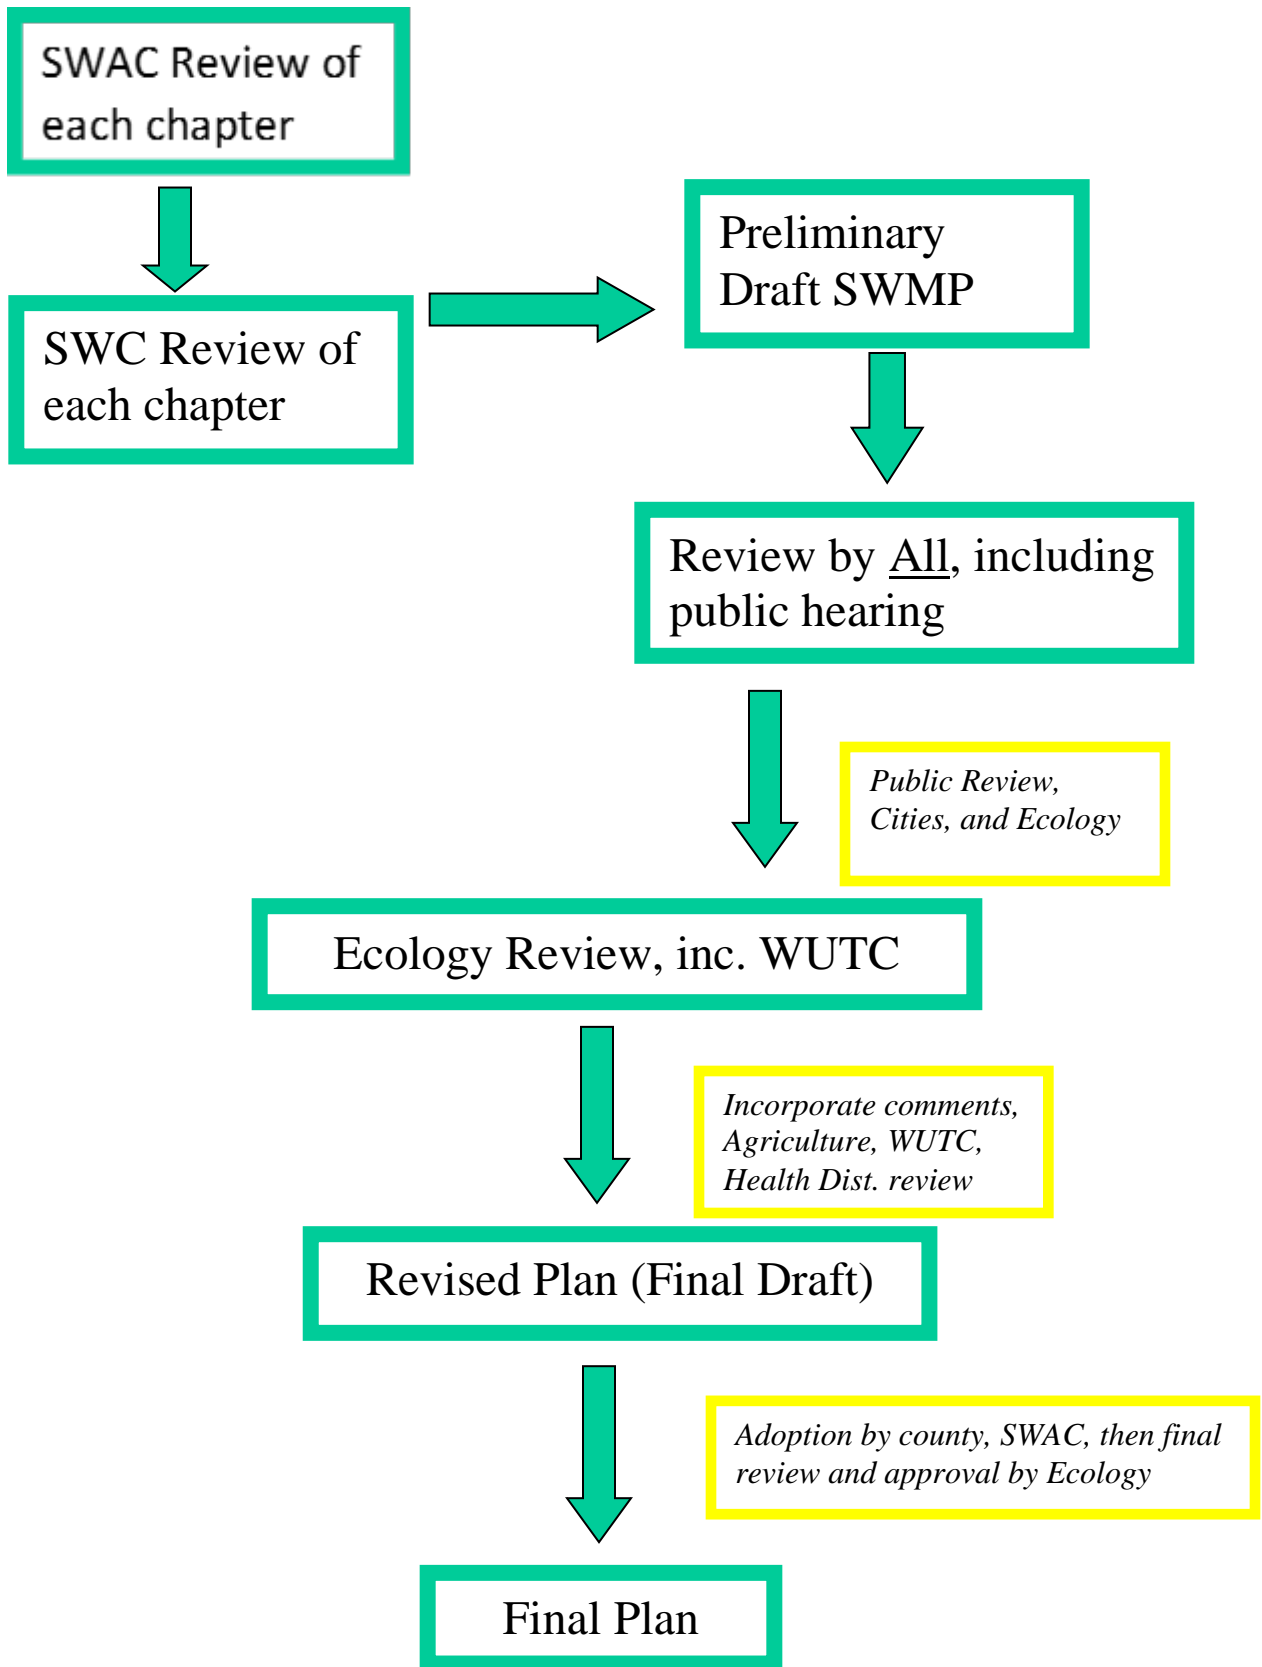 SWAC Review of
each chapter
SWC Review of
each chapter
Preliminary
Draft SWMP
Review by All, including
public hearing
Public Review,
Cities, and Ecology
Ecology Review, inc. WUTC
Incorporate comments,
Agriculture, WUTC,
Health Dist. review
Revised Plan (Final Draft)
Adoption by county, SWAC, then final
review and approval by Ecology
Final Plan